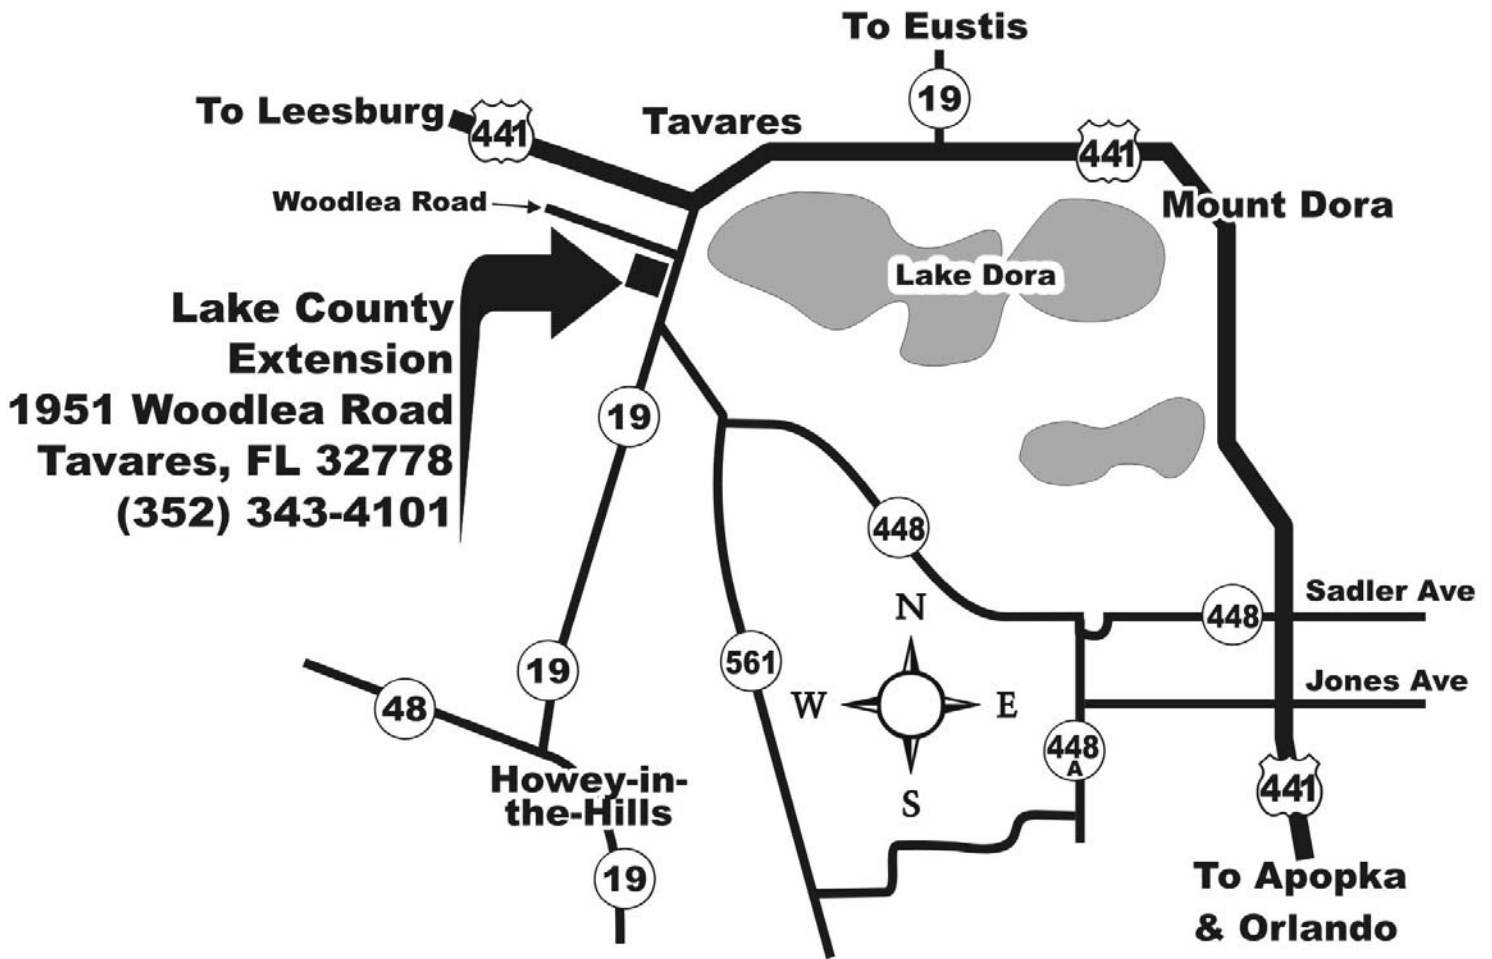 To Eustis
19
To Leesburg
441
Tavares
441
Woodlea Road
Mount Dora
Lake Dora
Lake County
Extension
1951 Woodlea Road
Tavares, FL 32778
(352) 343-4101
19
448
N
W
E
S
448
Sadler Ave
561
19
48
Jones Ave
448
A
Howey-in-
the-Hills
441
19
To Apopka
& Orlando